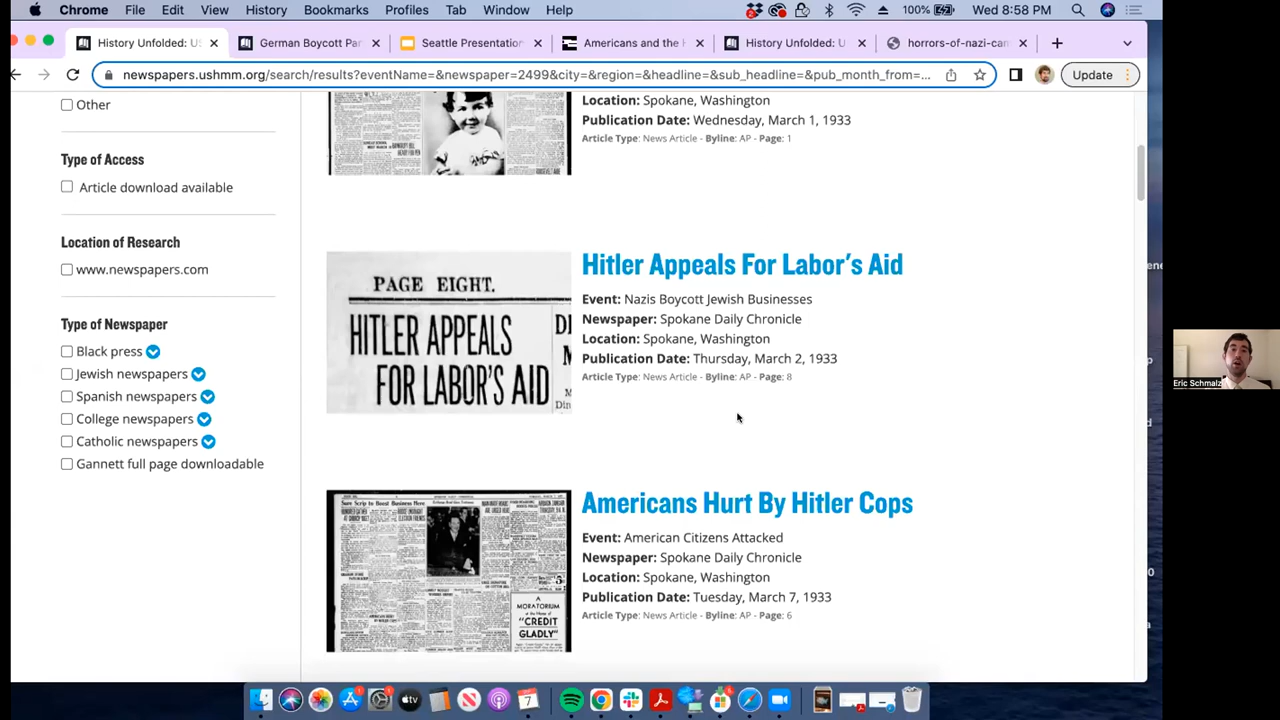 Chrome File Edit View History Bookmarks Profiles Tab Window Help 100% Wed 8:58 PM
History Unfolded: US German Boycott Par Seattle Presentation Americans and the H History Unfolded: U horrors-of-nazi-can
newspapers.ushmm.org/search/results?eventName=&newspaper=2499&city=&region=&headline=&sub_headline=&pub_month_from=... Update
Other
Type of Access
Article download available
Location of Research
www.newspapers.com
Type of Newspaper
Black press
Jewish newspapers
Spanish newspapers
College newspapers
Catholic newspapers
Gannett full page downloadable
Location: Spokane, Washington
Publication Date: Wednesday, March 1, 1933
Article Type: News Article - Byline: AP - Page: 1
PAGE EIGHT.
HITLER APPEALS
FOR LABOR'S AID
Hitler Appeals For Labor's Aid
Event: Nazis Boycott Jewish Businesses
Newspaper: Spokane Daily Chronicle
Location: Spokane, Washington
Publication Date: Thursday, March 2, 1933
Article Type: News Article - Byline: AP - Page: 8
A
MORATORIUM
"CREDIT
GLADLY"
Americans Hurt By Hitler Cops
Event: American Citizens Attacked
Newspaper: Spokane Daily Chronicle
Location: Spokane, Washington
Publication Date: Tuesday, March 7, 1933
Article Type: News Article - Byline: AP - Page: 6
Eric Schmalz
tv
7